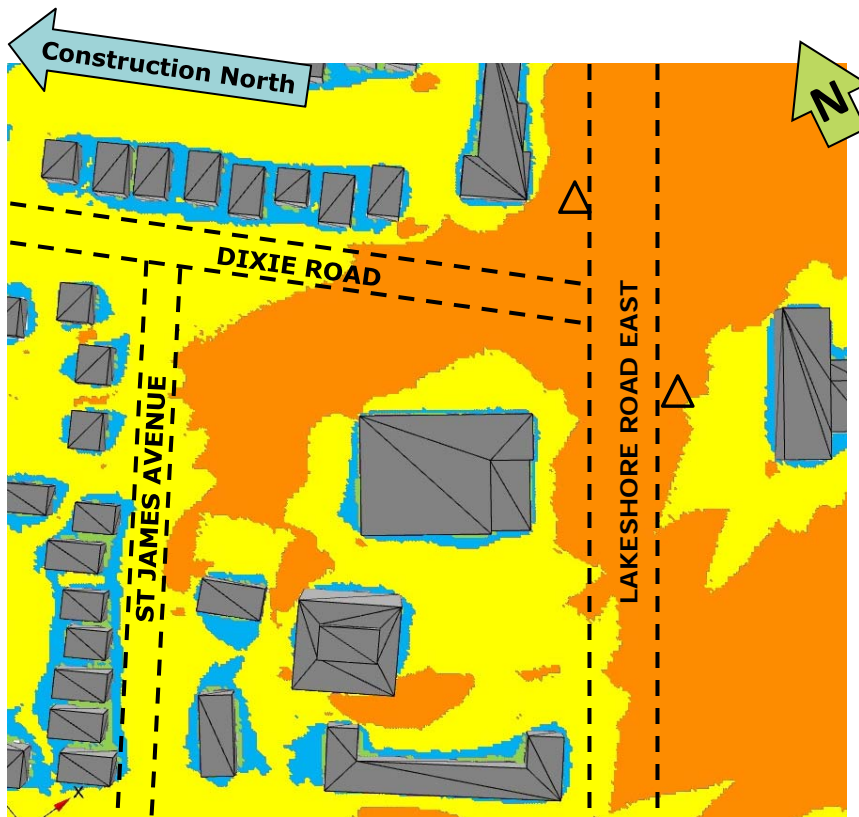 Construction North
N
DIXIE ROAD
LAKESHORE ROAD EAST
ST JAMES AVENUE
X